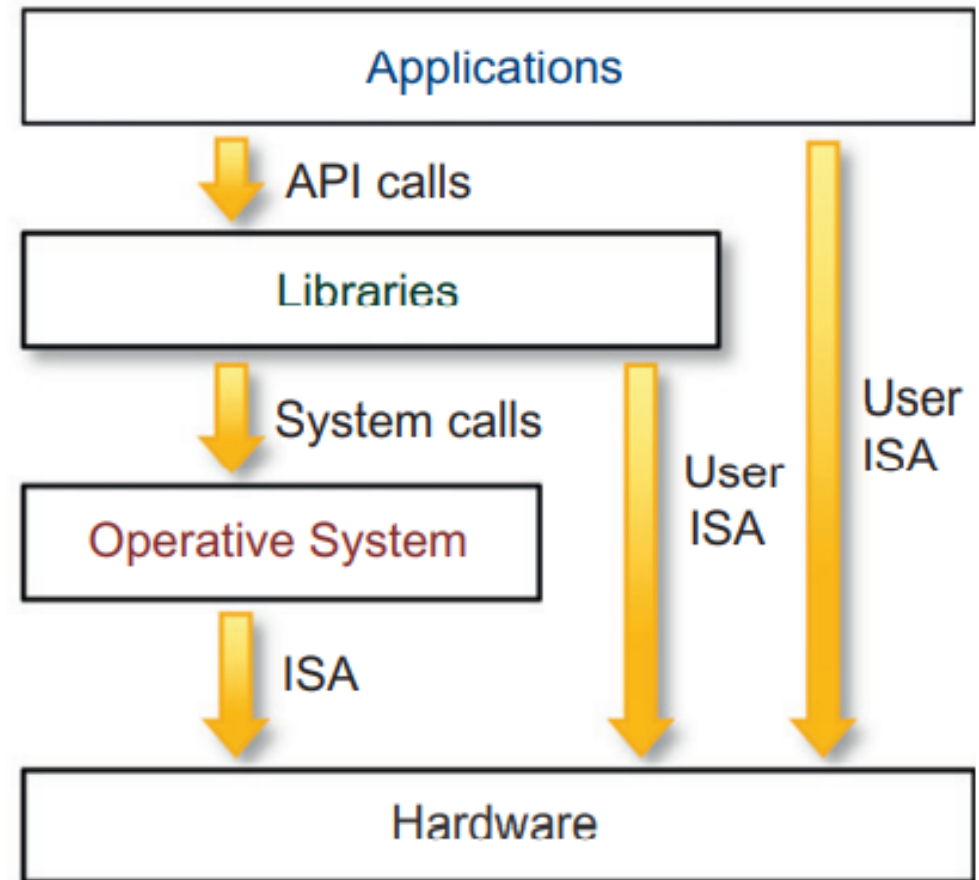 Applications
API calls
Libraries
System calls
User
ISA
User
ISA
Operative System
ISA
Hardware